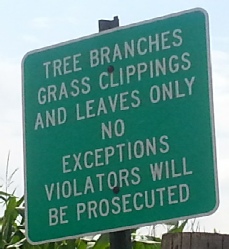 TREE BRANCHES
GRASS CLIPPINGS
AND LEAVES ONLY
NO
EXCEPTIONS
VIOLATORS WILL
BE PROSECUTED